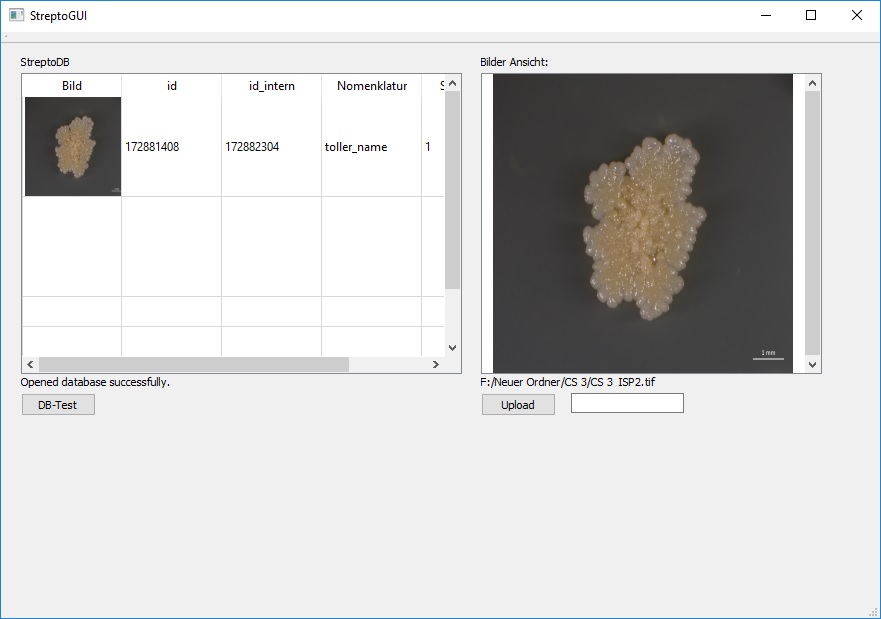 StreptoGUI
StreptoDB
Bild id id_intern Nomenklatur S
172881408 172882304 toller_name 1
Opened database successfully.
DB-Test
Bilder Ansicht:
1 mm
F:/Neuer Ordner/CS 3/CS 3 ISP2.tif
Upload